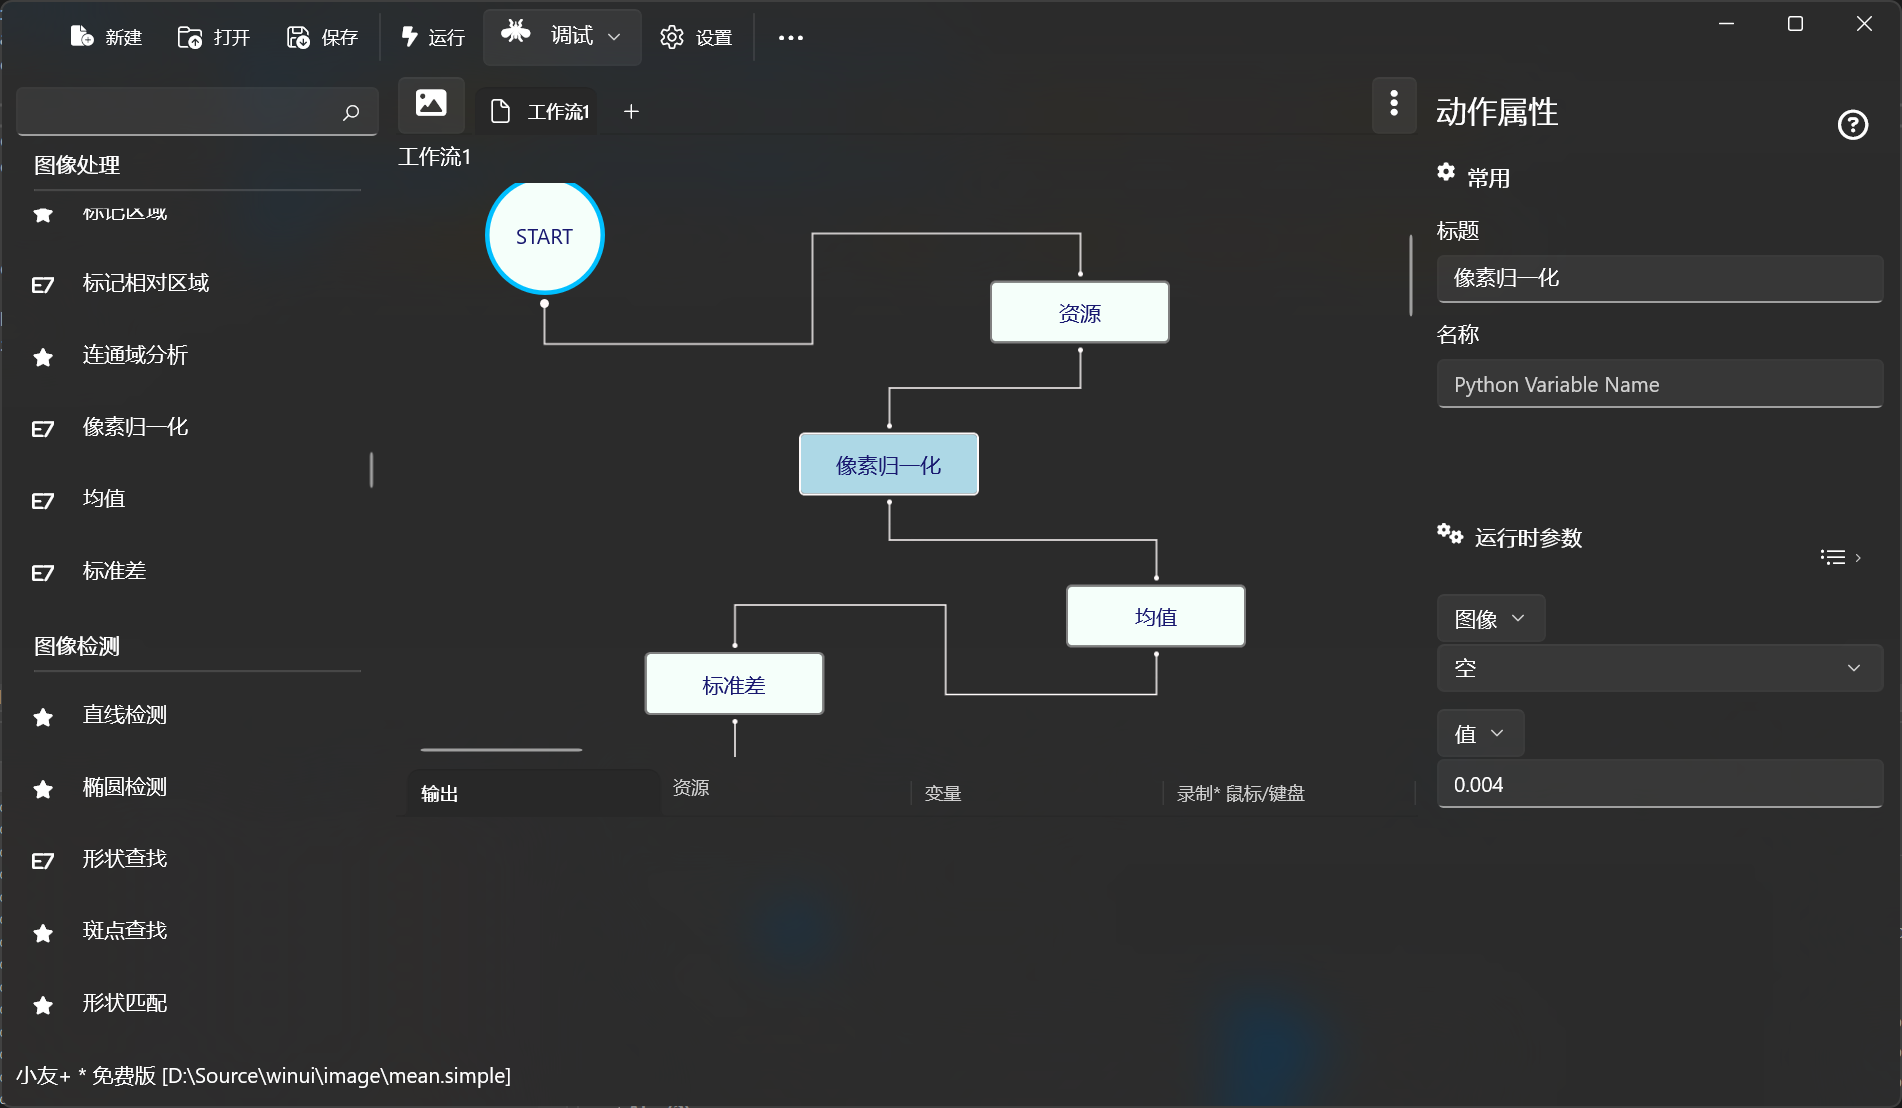 新建
打开
保存
运行
调试
设置
工作流1
工作流1
图像处理
标记区域
标记相对区域
连通域分析
像素归一化
均值
标准差
图像检测
直线检测
椭圆检测
形状查找
斑点查找
形状匹配
START
资源
像素归一化
均值
标准差
输出
资源
变量
录制* 鼠标/键盘
动作属性
常用
标题
像素归一化
名称
Python Variable Name
运行时参数
图像
空
值
0.004
小友+ * 免费版 [D:\Source\winui\image\mean.simple]